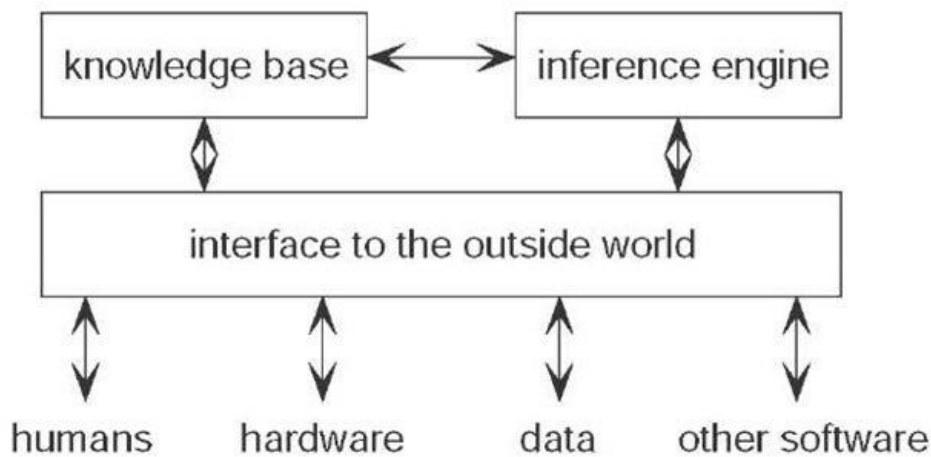 knowledge base
inference engine
interface to the outside world
humans
hardware
data
other software